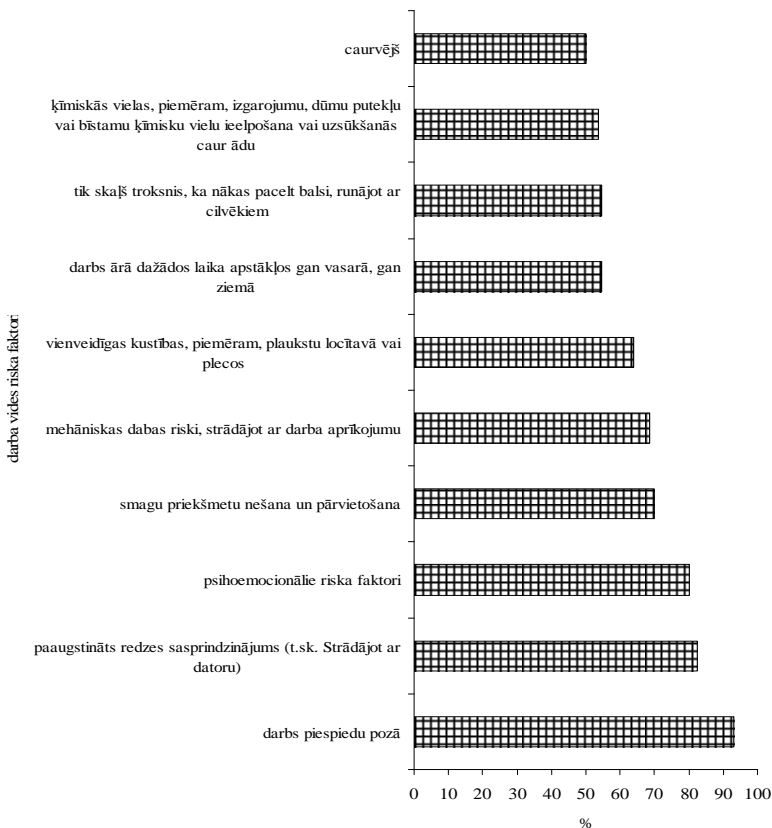 caurvējš
ķīmiskās vielas, piemēram, izgarojumu, dūmu putekļu
vai bīstamu ķīmisku vielu ieelpošana vai uzsūkšanās
caur ādu
tik skaļš troksnis, ka nākas pacelt balsi, runājot ar
cilvēkiem
darbs ārā dažādos laika apstākļos gan vasarā, gan
ziemā
vienveidīgas kustības, piemēram, plaukstu locītavā vai
plecos
mehāniskas dabas riski, strādājot ar darba aprīkojumu
smagu priekšmetu nešana un pārvietošana
psihoemocionālie riska faktori
paaugstināts redzes sasprindzinājums (t.sk. Strādājot ar
datoru)
darbs piespiedu pozā
darba vides riska faktori
0 10 20 30 40 50 60 70 80 90 100
%